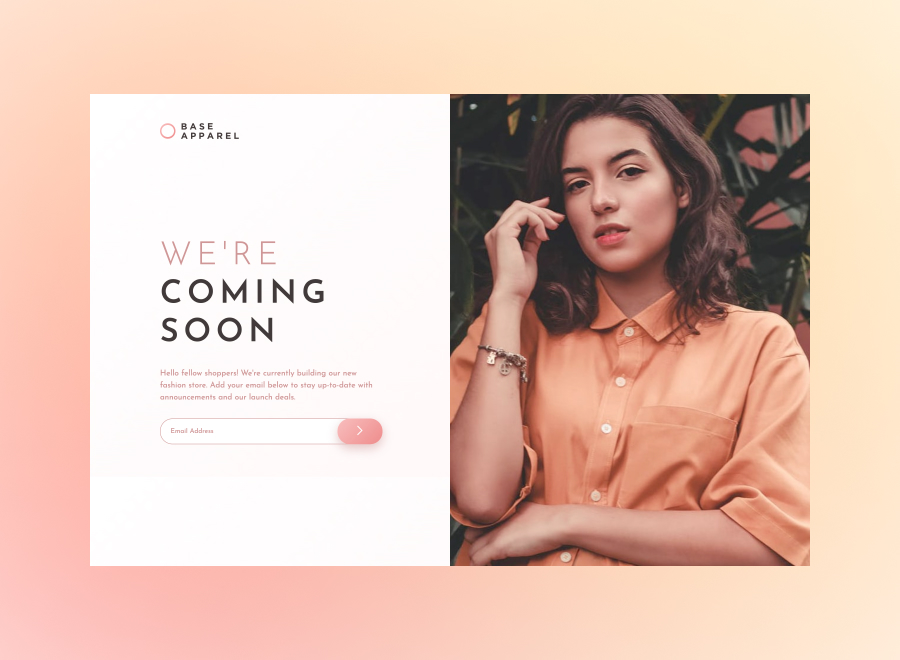 BASE
APPAREL
WE'RE
COMING
SOON
Hello fellow shoppers! We're currently building our new
fashion store. Add your email below to stay up-to-date with
announcements and our launch deals.
Email Address